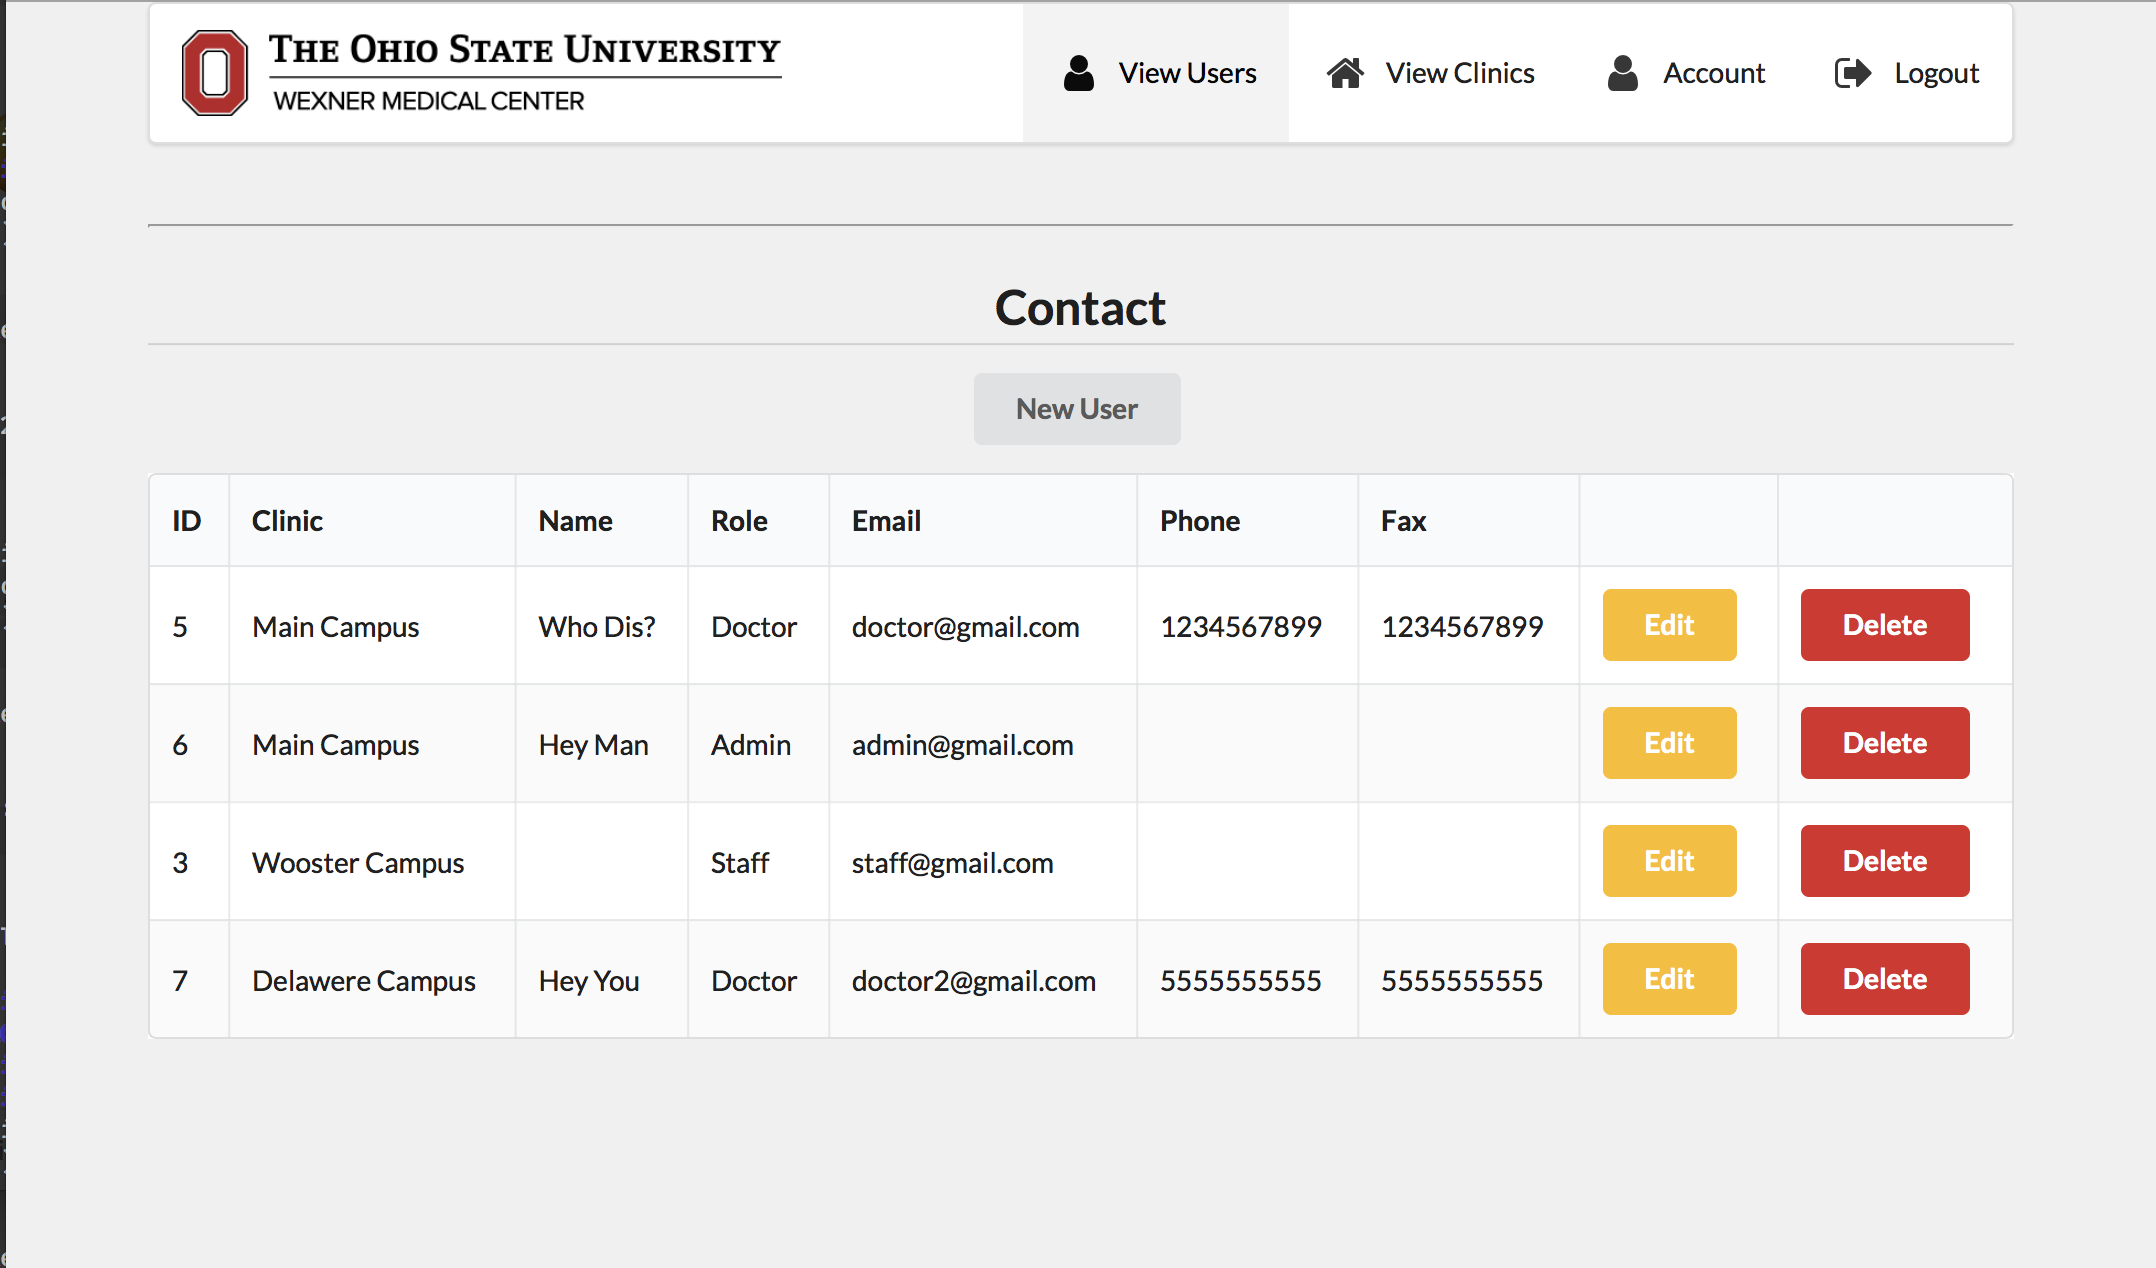 THE OHIO STATE UNIVERSITY
WEXNER MEDICAL CENTER
View Users View Clinics Account Logout
Contact
New User
ID Clinic Name Role Email Phone Fax
5 Main Campus Who Dis? Doctor doctor@gmail.com 1234567899 1234567899 Edit Delete
6 Main Campus Hey Man Admin admin@gmail.com Edit Delete
3 Wooster Campus Staff staff@gmail.com Edit Delete
7 Delawere Campus Hey You Doctor doctor2@gmail.com 5555555555 5555555555 Edit Delete